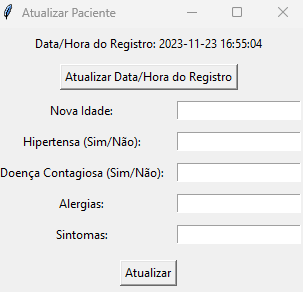 Atualizar Paciente
Data/Hora do Registro: 2023-11-23 16:55:04
Atualizar Data/Hora do Registro
Nova Idade:
Hipertensa (Sim/Não):
Doença Contagiosa (Sim/Não):
Alergias:
Sintomas:
Atualizar